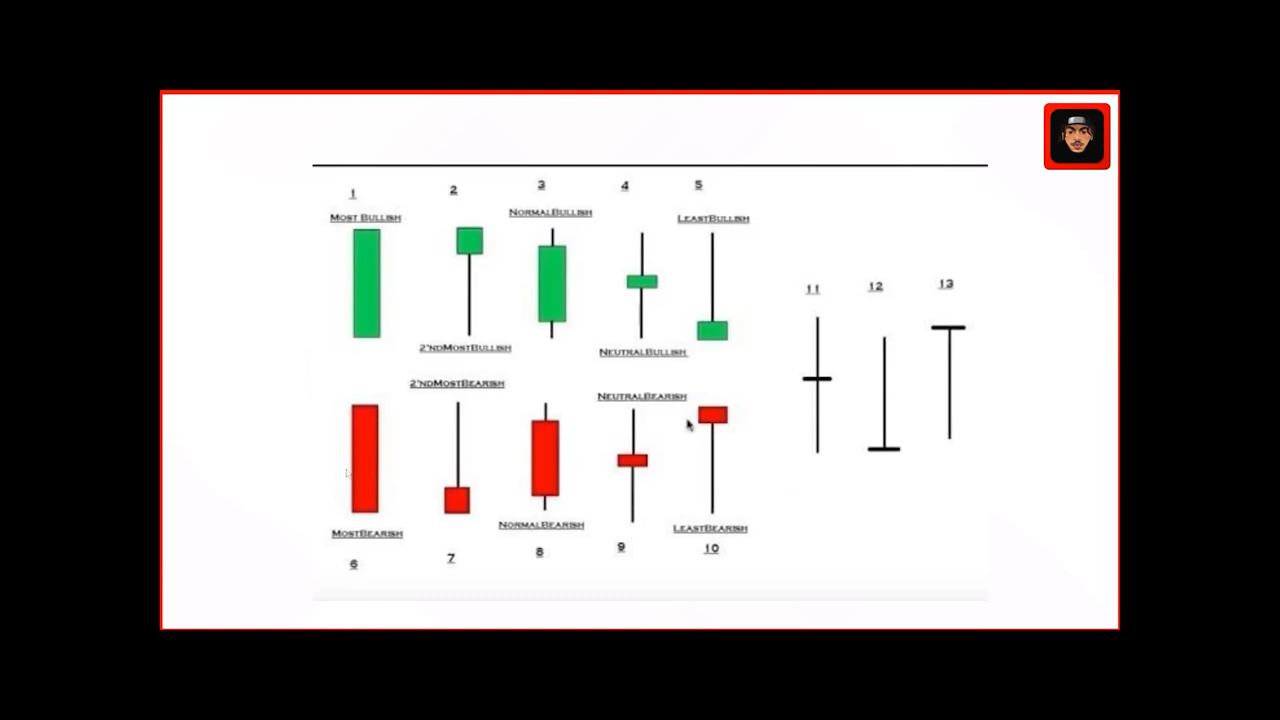 1
2
3
4
5
Most Bullish
NormalBullish
LeastBullish
2'ndMostBullish
NeutralBullish
11
12
13
2'ndMostBearish
NeutralBearish
MostBearish
NormalBearish
LeastBearish
6
7
8
9
10